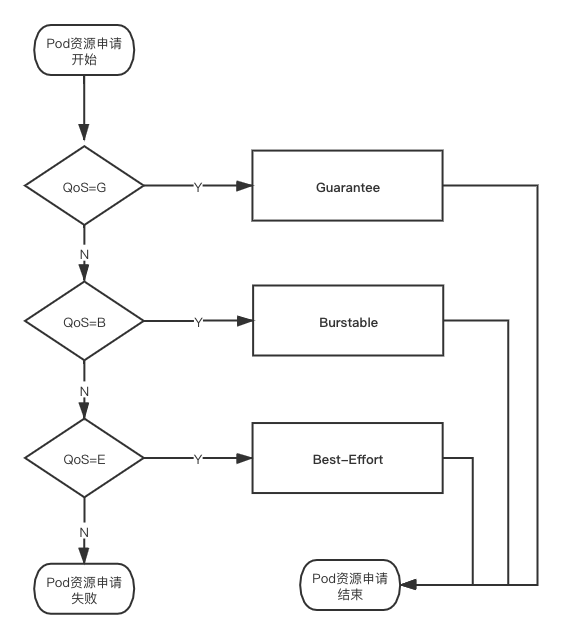 Pod资源申请
开始
QoS=G
Y
Guarantee
N
QoS=B
Y
Burstable
N
QoS=E
Y
Best-Effort
N
Pod资源申请
失败
Pod资源申请
结束